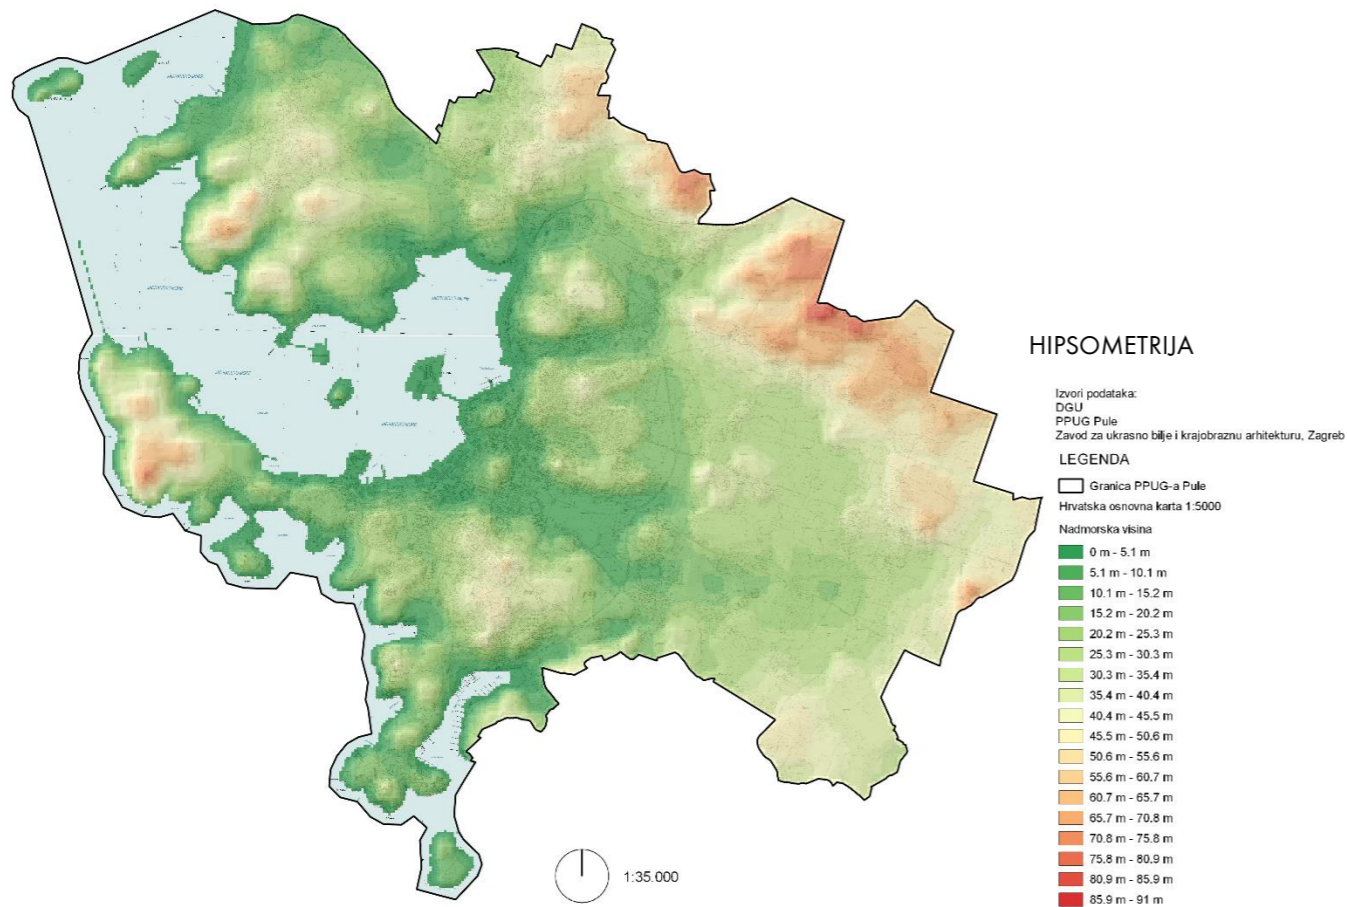 HIPSOMETRIJA
Izvori podataka:
DGU
PPUG Pule
Zavod za ukrasno bilje i krajobraznu arhitekturu, Zagreb
LEGENDA
Granica PPUG-a Pule
Hrvatska osnovna karta 1:5000
Nadmorska visina
0 m - 5.1 m
5.1 m - 10.1 m
10.1 m - 15.2 m
15.2 m - 20.2 m
20.2 m - 25.3 m
25.3 m - 30.3 m
30.3 m - 35.4 m
35.4 m - 40.4 m
40.4 m - 45.5 m
45.5 m - 50.6 m
50.6 m - 55.6 m
55.6 m - 60.7 m
60.7 m - 65.7 m
65.7 m - 70.8 m
70.8 m - 75.8 m
75.8 m - 80.9 m
80.9 m - 85.9 m
85.9 m - 91 m
1:35.000